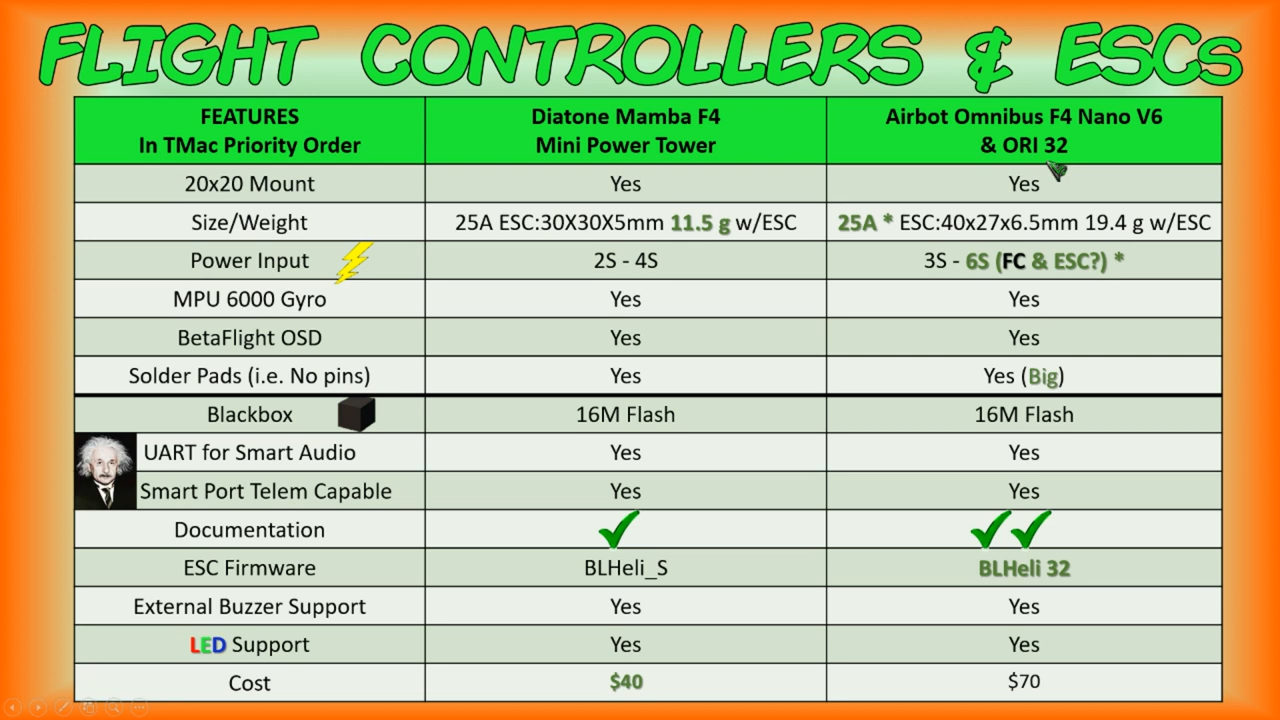 FLIGHT CONTROLLERS & ESCs
FEATURES
In TMac Priority Order
Diatone Mamba F4
Mini Power Tower
Airbot Omnibus F4 Nano V6
& ORI 32
20x20 Mount
Yes
Yes
Size/Weight
25A ESC:30X30X5mm 11.5 g w/ESC
25A * ESC:40x27x6.5mm 19.4 g w/ESC
Power Input
2S - 4S
3S - 6S (FC & ESC?) *
MPU 6000 Gyro
Yes
Yes
BetaFlight OSD
Yes
Yes
Solder Pads (i.e. No pins)
Yes
Yes (Big)
Blackbox
16M Flash
16M Flash
UART for Smart Audio
Yes
Yes
Smart Port Telem Capable
Yes
Yes
Documentation
ESC Firmware
BLHeli_S
BLHeli 32
External Buzzer Support
Yes
Yes
LED Support
Yes
Yes
Cost
$40
$70